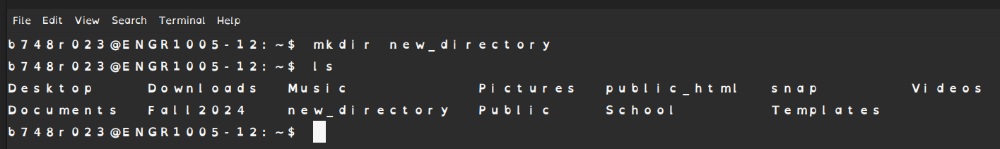 File Edit View Search Terminal Help
b748r023@ENGR1005-12:~$ mkdir new_directory
b748r023@ENGR1005-12:~$ ls
Desktop Downloads Music Pictures public_html snap Videos
Documents Fall2024 new_directory Public School Templates
b748r023@ENGR1005-12:~$